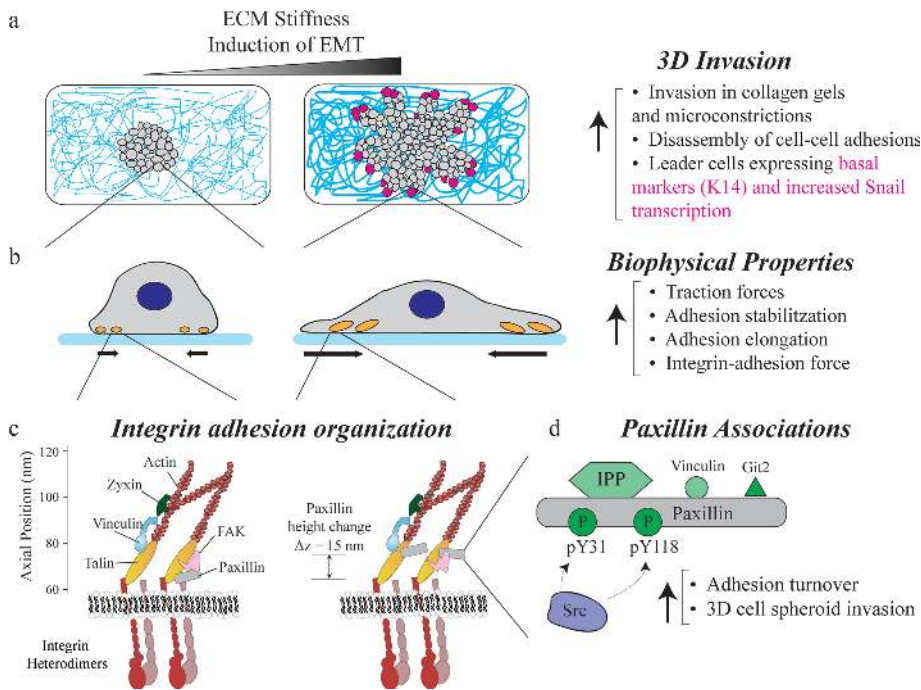 a
ECM Stiffness
Induction of EMT
3D Invasion
• Invasion in collagen gels
and microconstrictions
• Disassembly of cell-cell adhesions
• Leader cells expressing basal
markers (K14) and increased Snail
transcription
b
Biophysical Properties
• Traction forces
• Adhesion stabilitzation
• Adhesion elongation
• Integrin-adhesion force
c
Integrin adhesion organization
Axial Position (nm)
120
100
80
60
Actin
Zyxin
Vinculin
FAK
Talin
Paxillin
Integrin
Heterodimers
Paxillin
height change
Δz ~ 15 nm
d
Paxillin Associations
IPP
Vinculin
Git2
Paxillin
P
P
pY31
pY118
Src
• Adhesion turnover
• 3D cell spheroid invasion